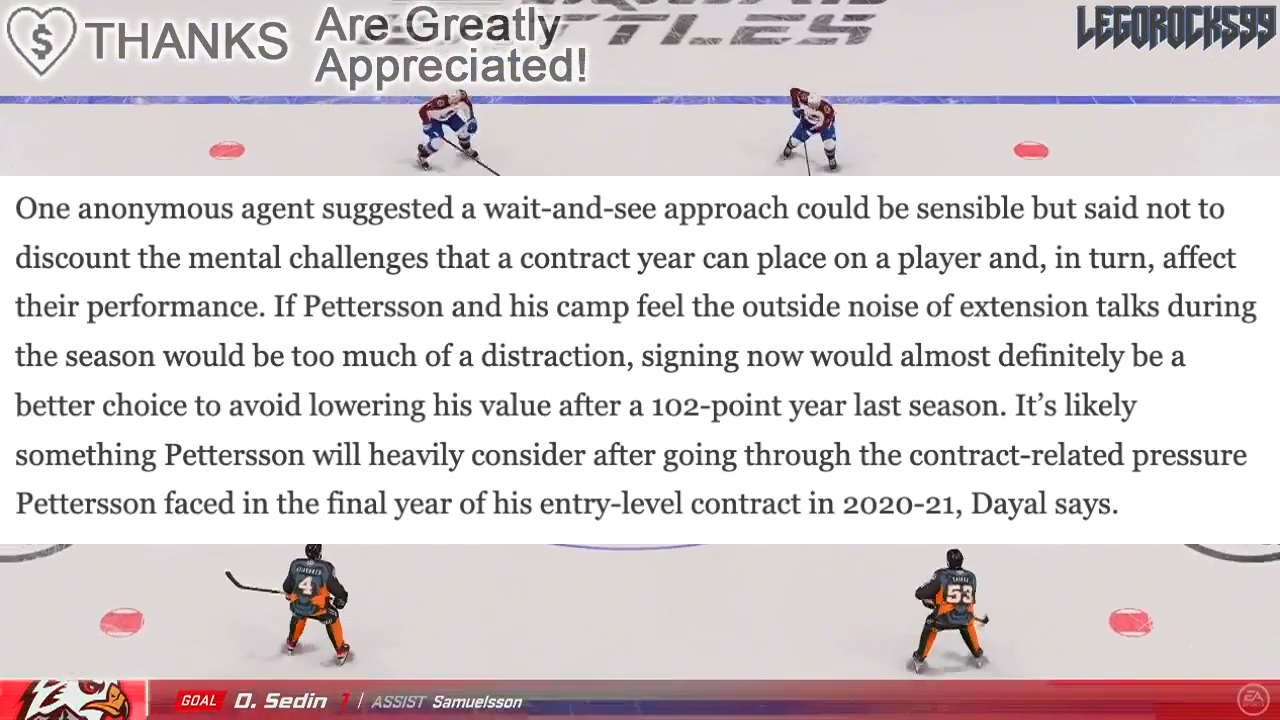 THANKS
Are Greatly
Appreciated!
LEGOROCKS99
One anonymous agent suggested a wait-and-see approach could be sensible but said not to
discount the mental challenges that a contract year can place on a player and, in turn, affect
their performance. If Pettersson and his camp feel the outside noise of extension talks during
the season would be too much of a distraction, signing now would almost definitely be a
better choice to avoid lowering his value after a 102-point year last season. It’s likely
something Pettersson will heavily consider after going through the contract-related pressure
Pettersson faced in the final year of his entry-level contract in 2020-21, Dayal says.
4
53
GOAL D. Sedin 1 / ASSIST Samuelsson
EA
SPORTS